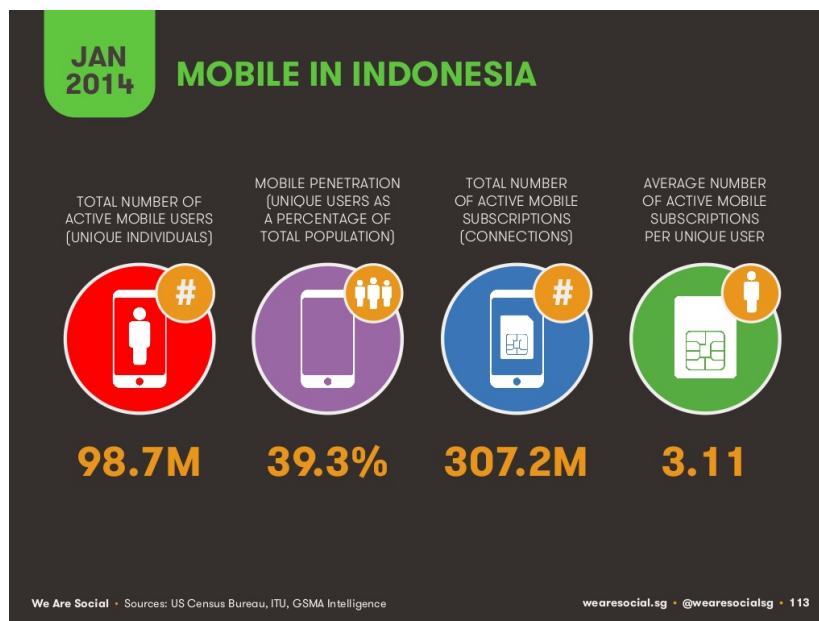 JAN
2014
MOBILE IN INDONESIA
TOTAL NUMBER OF
ACTIVE MOBILE USERS
(UNIQUE INDIVIDUALS)
MOBILE PENETRATION
(UNIQUE USERS AS
A PERCENTAGE OF
TOTAL POPULATION)
TOTAL NUMBER
OF ACTIVE MOBILE
SUBSCRIPTIONS
(CONNECTIONS)
AVERAGE NUMBER
OF ACTIVE MOBILE
SUBSCRIPTIONS
PER UNIQUE USER
#
#
98.7M
39.3%
307.2M
3.11
We Are Social • Sources: US Census Bureau, ITU, GSMA Intelligence
wearesocial.sg • @wearesocialsg • 113